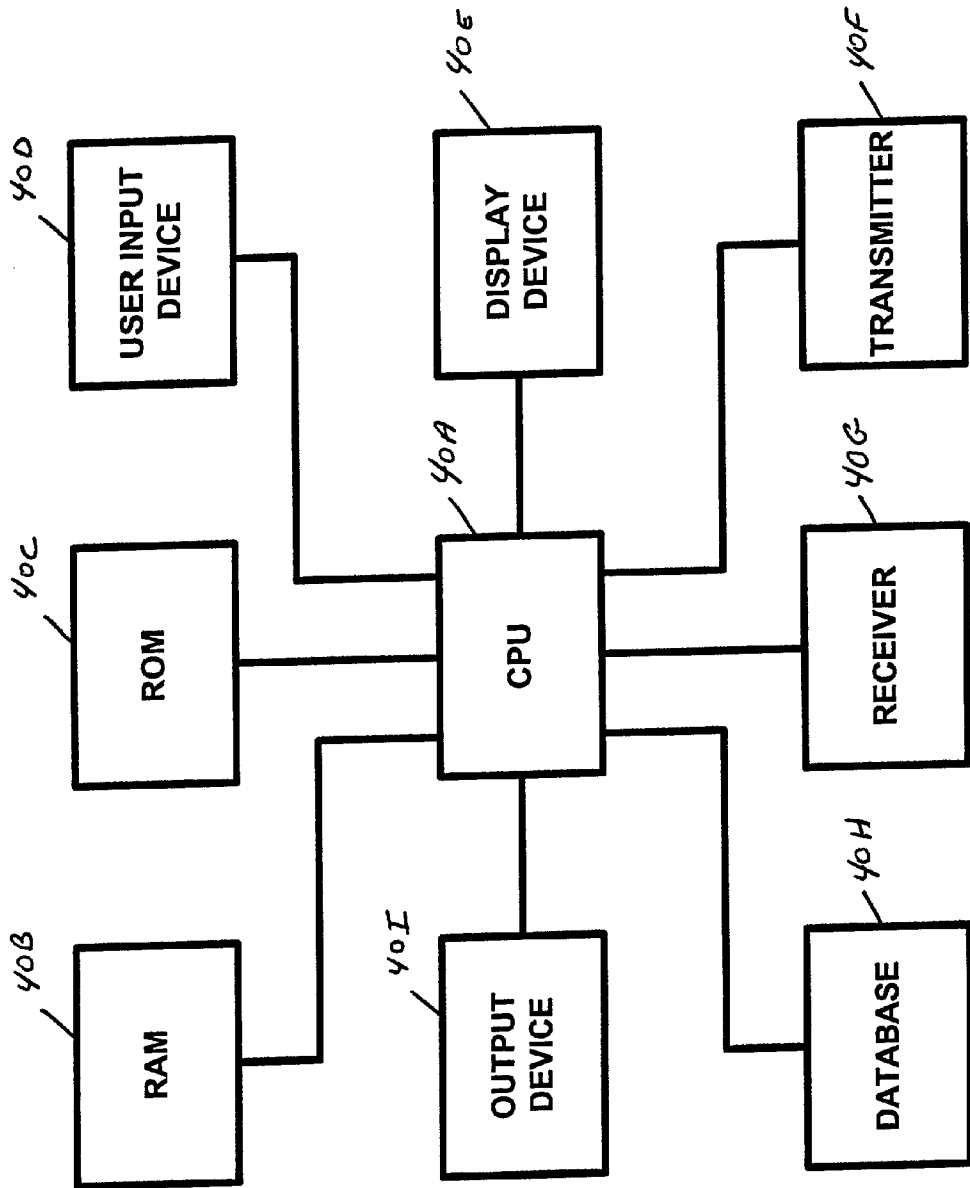 40B
RAM
40C
ROM
40D
USER INPUT
DEVICE
40I
OUTPUT
DEVICE
40A
CPU
40E
DISPLAY
DEVICE
40H
DATABASE
40G
RECEIVER
40F
TRANSMITTER